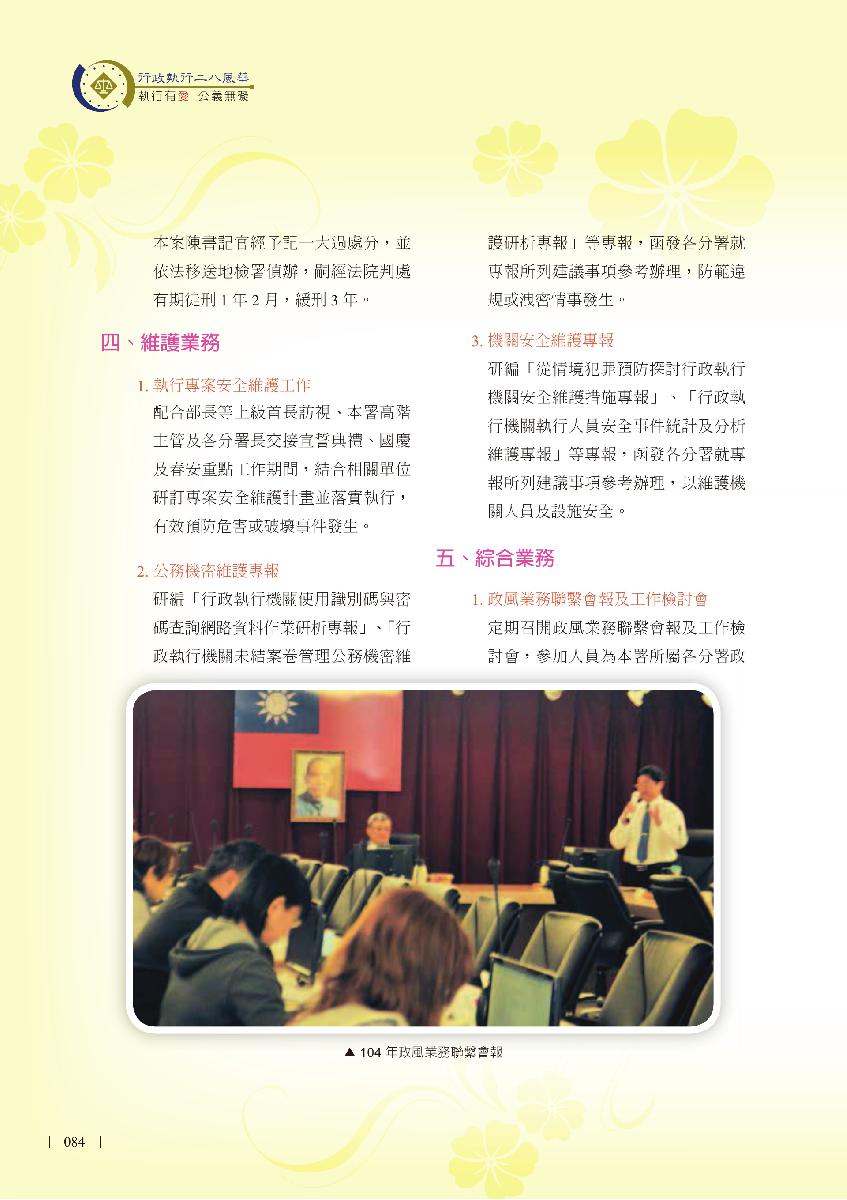 行政執行二八風華
執行有愛 公義無礙
本案陳書記官經予記一大過處分，並
依法移送地檢署偵辦，嗣經法院判處
有期徒刑 1 年 2 月，緩刑 3 年。
四、維護業務
1. 執行專案安全維護工作
配合部長等上級首長訪視、本署高階
主管及各分署長交接宣誓典禮、國慶
及春安重點工作期間，結合相關單位
研訂專案安全維護計畫並落實執行，
有效預防危害或破壞事件發生。
2. 公務機密維護專報
研編「行政執行機關使用識別碼與密
碼查詢網路資料作業研析專報」、「行
政執行機關未結案卷管理公務機密維
護研析專報」等專報，函發各分署就
專報所列建議事項參考辦理，防範違
規或洩密情事發生。
3. 機關安全維護專報
研編「從情境犯罪預防探討行政執行
機關安全維護措施專報」、「行政執
行機關執行人員安全事件統計及分析
維護專報」等專報，函發各分署就專
報所列建議事項參考辦理，以維護機
關人員及設施安全。
五、綜合業務
1. 政風業務聯繫會報及工作檢討會
定期召開政風業務聯繫會報及工作檢
討會，參加人員為本署所屬各分署政
▲ 104 年政風業務聯繫會報
| 084 |